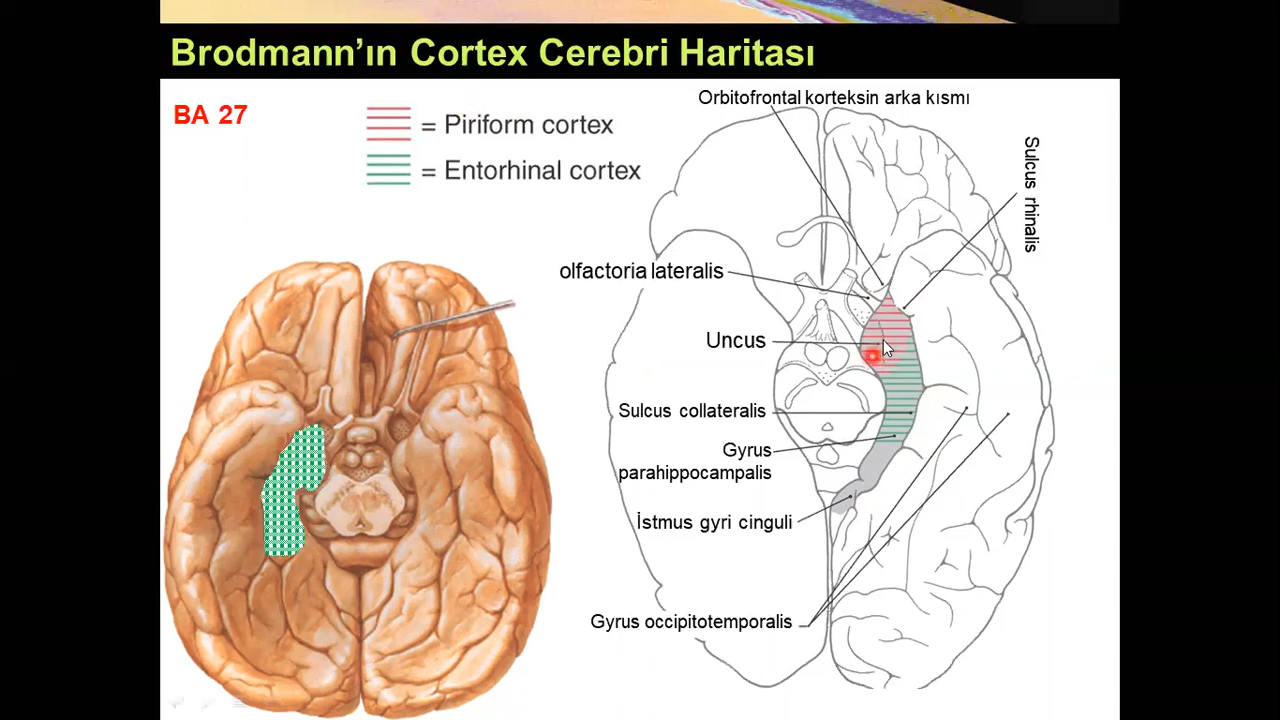 Brodmann’ın Cortex Cerebri Haritası
BA 27
= Piriform cortex
= Entorhinal cortex
Orbitofrontal korteksin arka kısmı
Sulcus rhinalis
olfactoria lateralis
Uncus
Sulcus collateralis
Gyrus
parahippocampalis
İstmus gyri cinguli
Gyrus occipitotemporalis